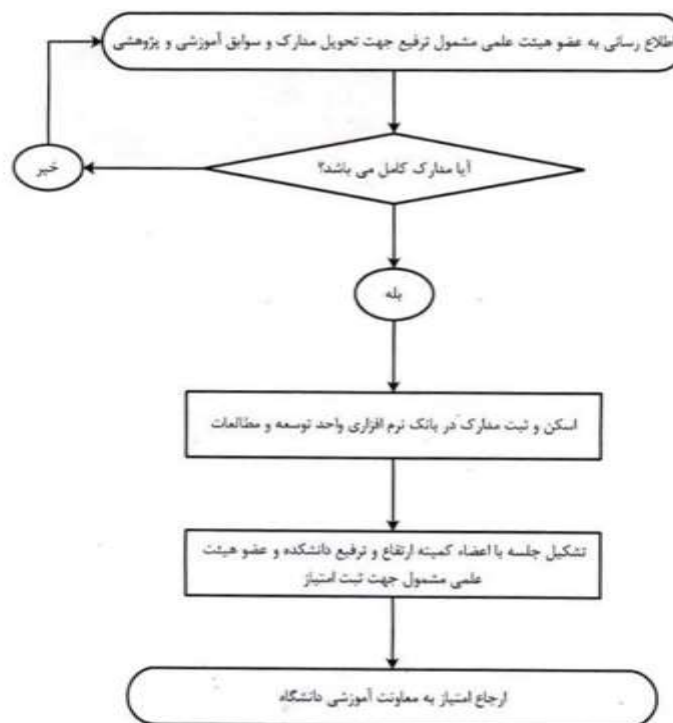 اطلاع رسانی به عضو هیئت علمی مشمول ترفیع جهت تحویل مدارک و سوابق آموزشی و پژوهشی
آیا مدارک کامل می باشد؟
خیر
بله
اسکن و ثبت مدارک در بانک نرم افزاری واحد توسعه و مطالعات
تشکیل جلسه با اعضاء کمیته ارتقاع و ترفیع دانشکده و عضو هیئت
علمی مشمول جهت ثبت امتیاز
ارجاع امتیاز به معاونت آموزشی دانشگاه